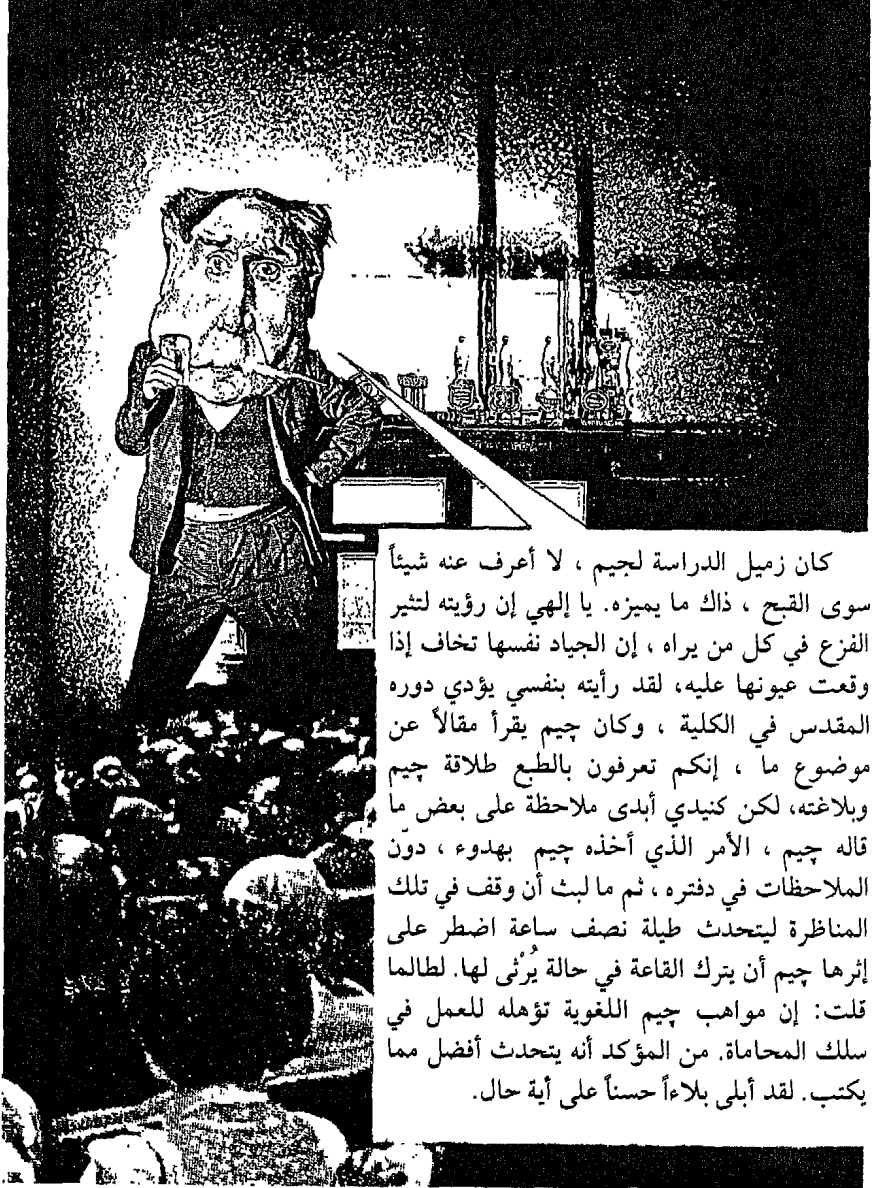 كان زميل الدراسة لجيم ، لا أعرف عنه شيئاً
سوى القبح ، ذاك ما يميزه. يا إلهي إن رؤيته لتثير
الفزع في كل من يراه ، إن الجياد نفسها تخاف إذا
وقعت عيونها عليه، لقد رأيته بنفسي يؤدي دوره
المقدس في الكلية ، وكان چيم يقرأ مقالاً عن
موضوع ما ، إنكم تعرفون بالطبع طلاقة چيم
وبلاغته، لكن كنيدي أبدى ملاحظة على بعض ما
قاله چيم ، الأمر الذي أخذه چيم بهدوء ، دوّن
الملاحظات في دفتره ، ثم ما لبث أن وقف في تلك
المناظرة ليتحدث طيلة نصف ساعة اضطر على
إثرها چيم أن يترك القاعة في حالة يُرْثى لها. لطالما
قلت: إن مواهب چيم اللغوية تؤهله للعمل في
سلك المحاماة. من المؤكد أنه يتحدث أفضل مما
يكتب. لقد أبلى بلاءاً حسناً على أية حال.